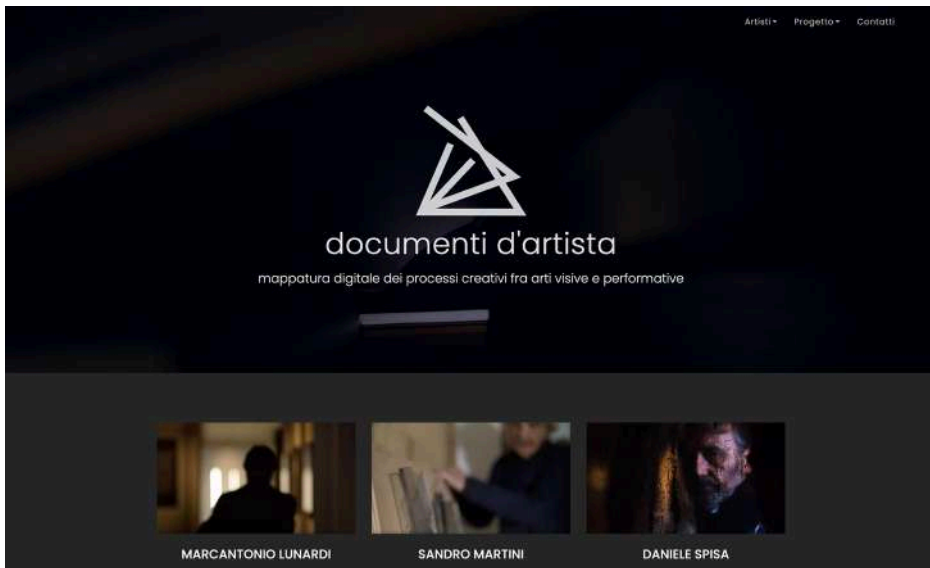 Artisti Progetto Contatti
documenti d'artista
mappatura digitale dei processi creativi fra arti visive e performative
MARCANTONIO LUNARDI SANDRO MARTINI DANIELE SPISA